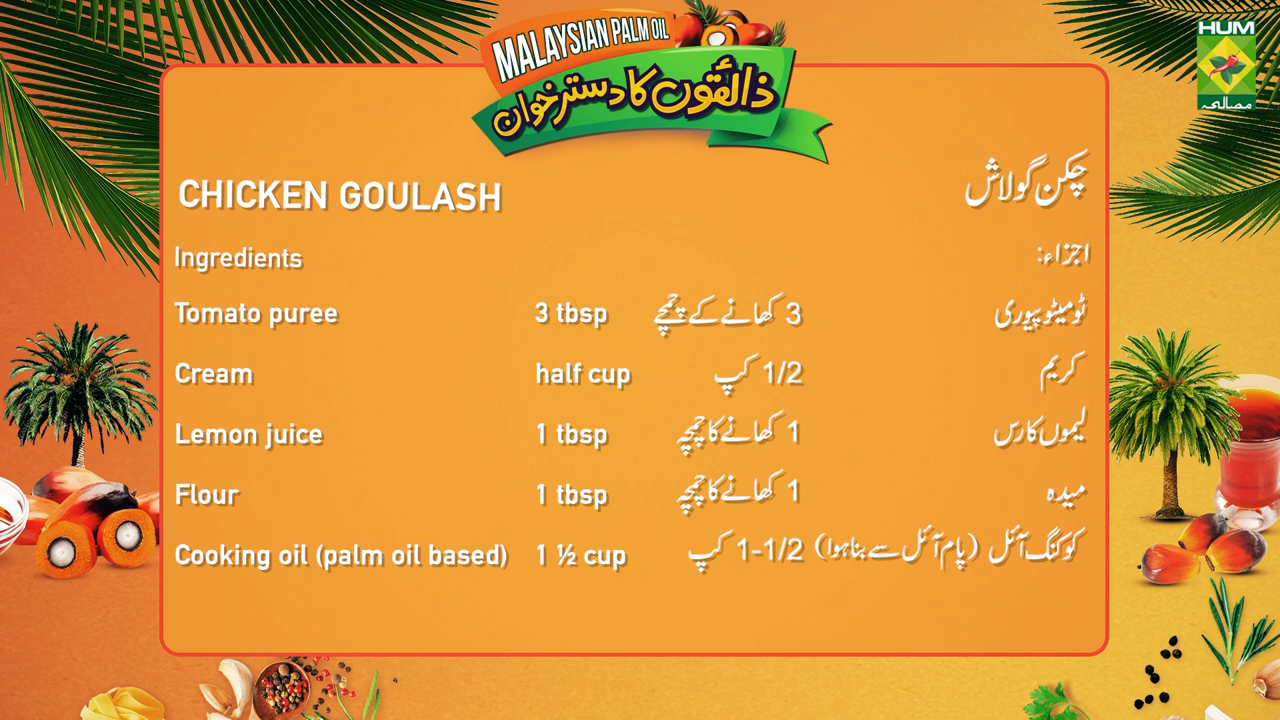 MALAYSIAN PALM OIL
ذائقوں کا دسترخوان
HUM
مصالحہ
CHICKEN GOULASH چکن گولاش
Ingredients اجزاء:
Tomato puree 3 tbsp 3 کھانے کے چمچے ٹومیٹو پیوری
Cream half cup 1/2 کپ کریم
Lemon juice 1 tbsp 1 کھانے کا چمچہ لیموں کا رس
Flour 1 tbsp 1 کھانے کا چمچہ میدہ
Cooking oil (palm oil based) 1 ½ cup 1-1/2 کپ کوکنگ آئل (پام آئل سے بنا ہوا)